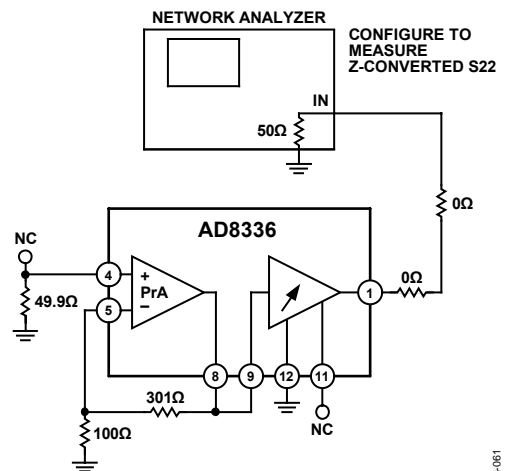 NETWORK ANALYZER
CONFIGURE TO
MEASURE
Z-CONVERTED S22
IN
50Ω
0Ω
0Ω
AD8336
NC
4
+
PrA
5
–
49.9Ω
1
8
9
12
11
301Ω
100Ω
NC
-061